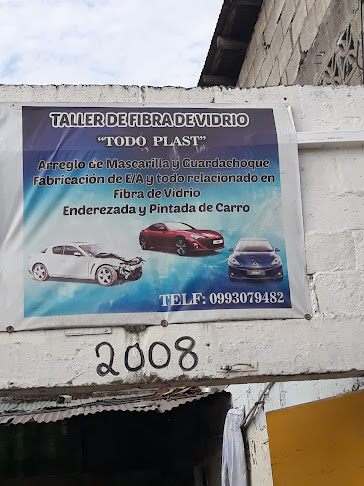 TALLER DE FIBRA DE VIDRIO
"TODO PLAST"
Arreglo de Mascarilla y Guardachoque
Fabricación de E/A y todo relacionado en
Fibra de Vidrio
Enderezada y Pintada de Carro
TELF: 0993079482
2008